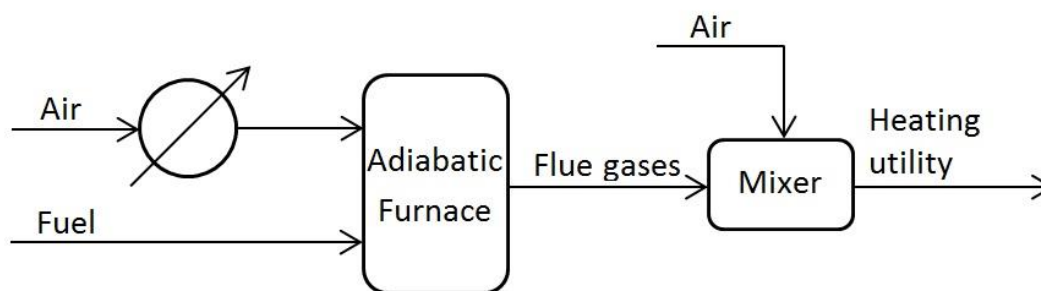 Air
Air
Fuel
Adiabatic
Furnace
Flue gases
Mixer
Heating
utility